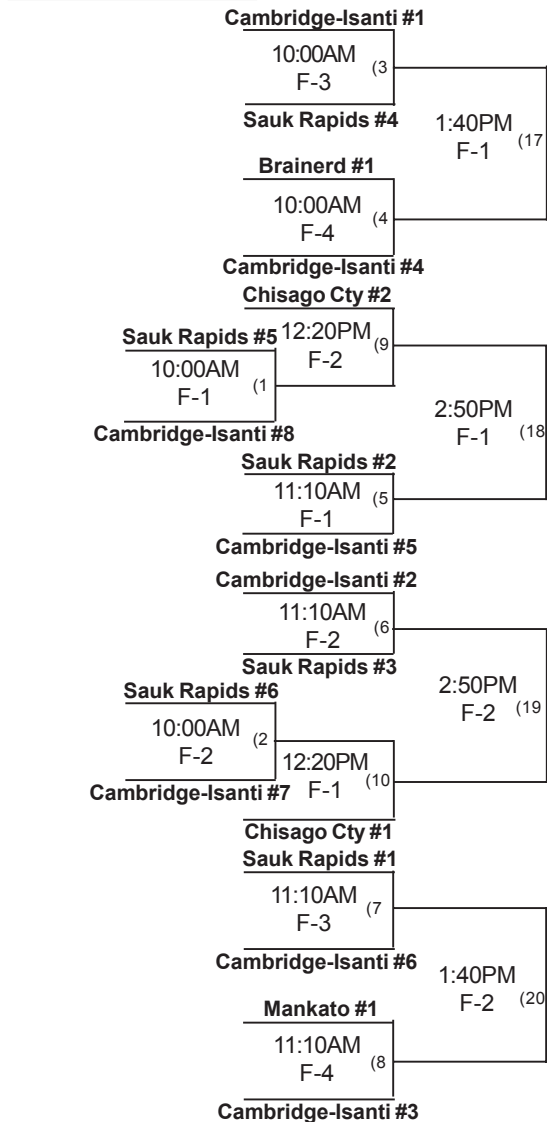 Cambridge-Isanti #1
10:00AM (3
F-3
Sauk Rapids #4
1:40PM (17
F-1
Brainerd #1
10:00AM (4
F-4
Cambridge-Isanti #4
Chisago Cty #2
12:20PM (9
F-2
Sauk Rapids #5
10:00AM (1
F-1
Cambridge-Isanti #8
2:50PM
F-1 (18
Sauk Rapids #2
11:10AM (5
F-1
Cambridge-Isanti #5
Cambridge-Isanti #2
11:10AM (6
F-2
Sauk Rapids #3
2:50PM
F-2 (19
Sauk Rapids #6
10:00AM (2
F-2
Cambridge-Isanti #7
12:20PM
F-1 (10
Chisago Cty #1
Sauk Rapids #1
11:10AM (7
F-3
Cambridge-Isanti #6
1:40PM
F-2 (20
Mankato #1
11:10AM (8
F-4
Cambridge-Isanti #3